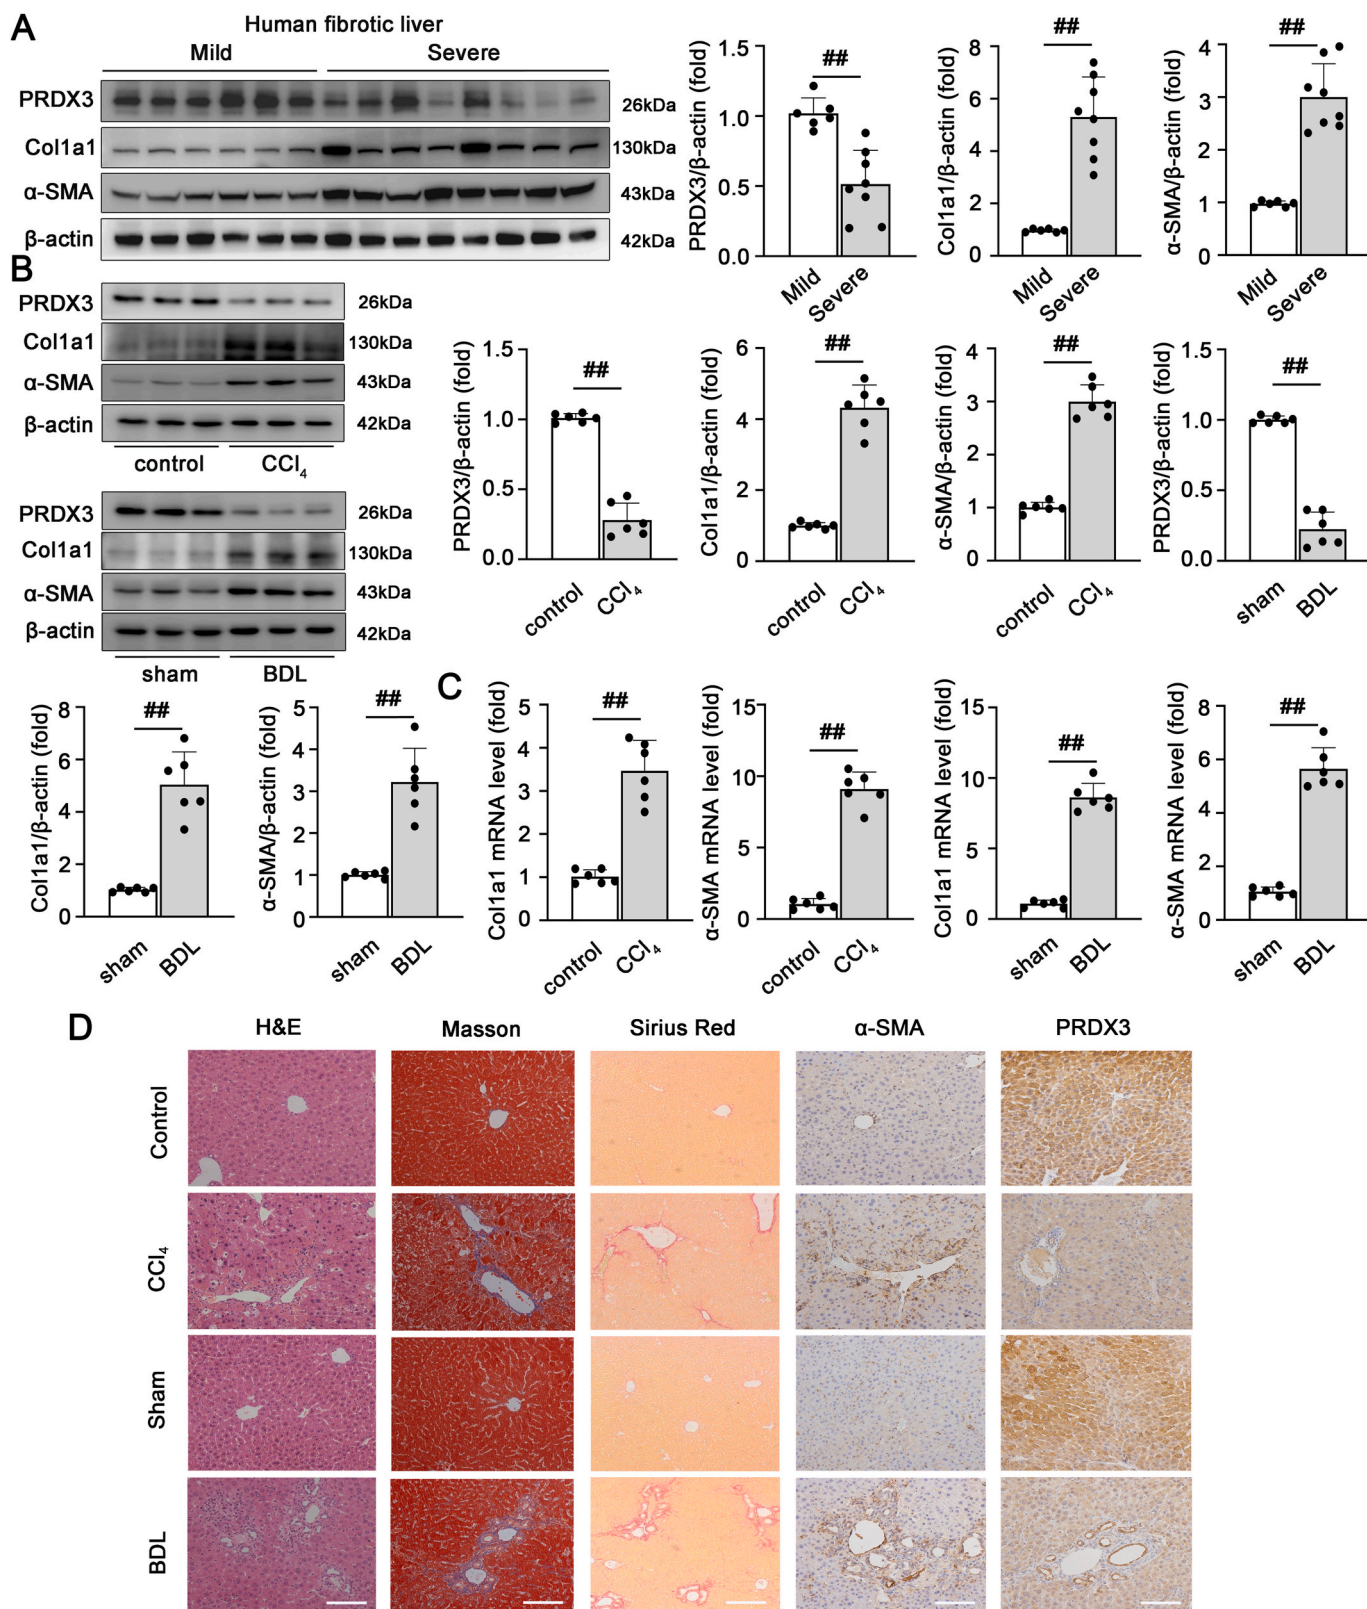 A
Human fibrotic liver
Mild Severe
PRDX3 26kDa
Col1a1 130kDa
α-SMA 43kDa
β-actin 42kDa
PRDX3/β-actin (fold)
1.5
1.0
0.5
0.0
##
Mild Severe
Col1a1/β-actin (fold)
8
6
4
2
0
##
Mild Severe
α-SMA/β-actin (fold)
4
3
2
1
0
##
Mild Severe
B
PRDX3 26kDa
Col1a1 130kDa
α-SMA 43kDa
β-actin 42kDa
control CCl₄
PRDX3 26kDa
Col1a1 130kDa
α-SMA 43kDa
β-actin 42kDa
sham BDL
PRDX3/β-actin (fold)
1.5
1.0
0.5
0.0
##
control CCl₄
Col1a1/β-actin (fold)
6
4
2
0
##
control CCl₄
α-SMA/β-actin (fold)
4
3
2
1
0
##
control CCl₄
PRDX3/β-actin (fold)
1.5
1.0
0.5
0.0
##
sham BDL
Col1a1/β-actin (fold)
8
6
4
2
0
##
sham BDL
α-SMA/β-actin (fold)
5
4
3
2
1
0
##
sham BDL
C
Col1a1 mRNA level (fold)
5
4
3
2
1
0
##
control CCl₄
α-SMA mRNA level (fold)
15
10
5
0
##
control CCl₄
Col1a1 mRNA level (fold)
15
10
5
0
##
sham BDL
α-SMA mRNA level (fold)
8
6
4
2
0
##
sham BDL
D
H&E Masson Sirius Red α-SMA PRDX3
Control
CCl₄
Sham
BDL